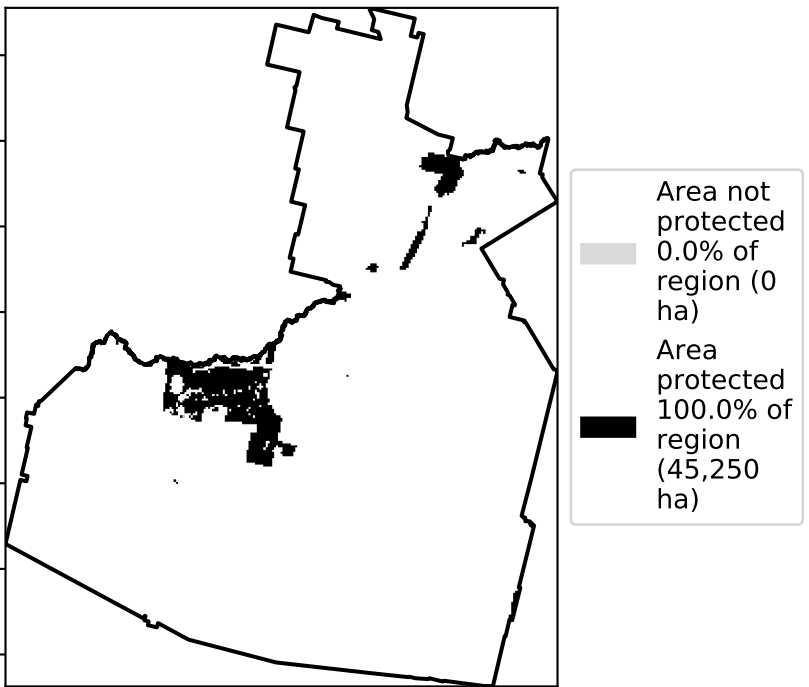 Area not
protected
0.0% of
region (0
ha)
Area
protected
100.0% of
region
(45,250
ha)